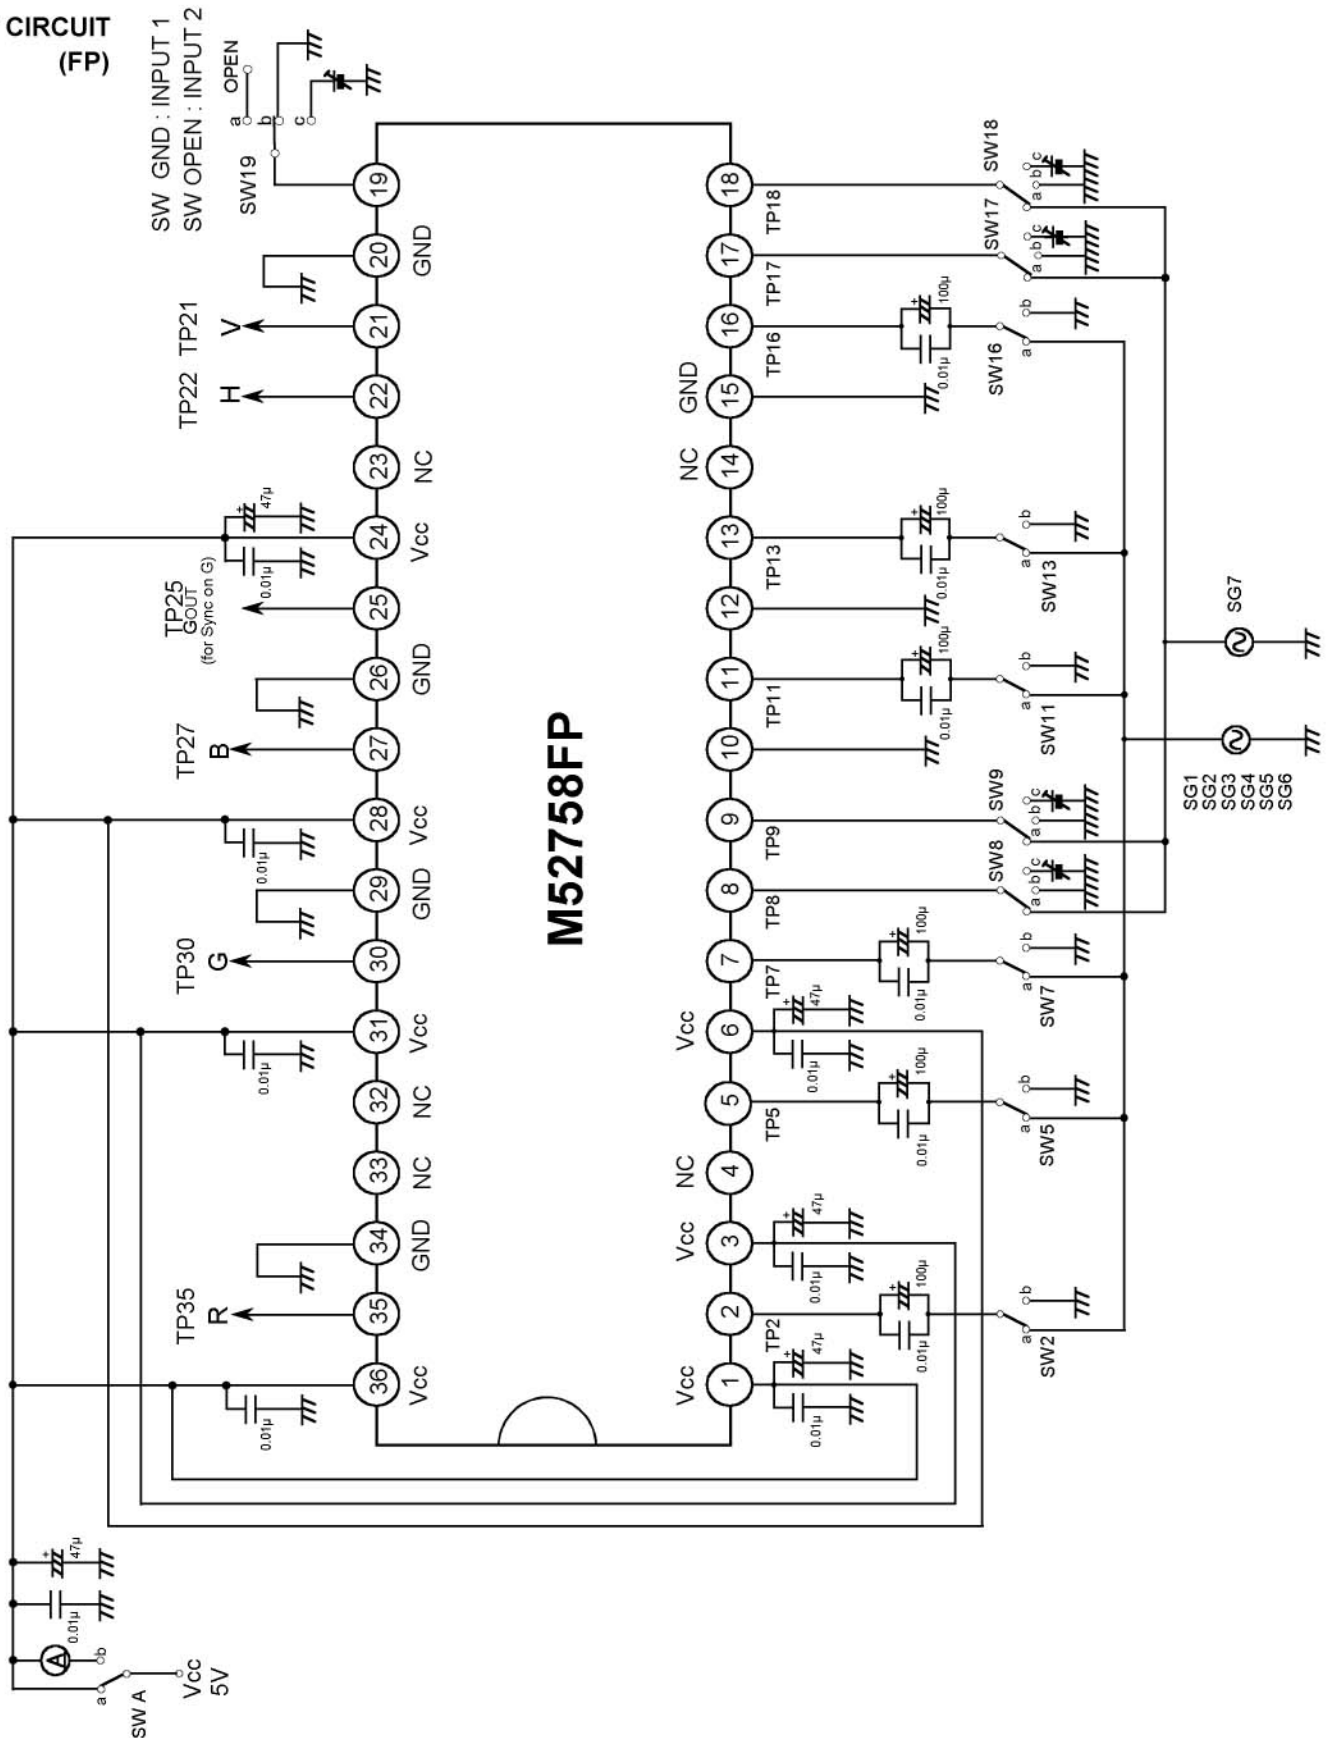 CIRCUIT
(FP)
SW GND : INPUT 1
SW OPEN : INPUT 2
OPEN
a
b
c
SW19
19
20
GND
21
TP21
V
22
TP22
H
23
NC
24
Vcc
0.01µ
+
47µ
25
TP25
GOUT
(for Sync on G)
26
GND
27
TP27
B
28
Vcc
0.01µ
29
GND
30
TP30
G
31
Vcc
0.01µ
32
NC
33
NC
34
GND
35
TP35
R
36
Vcc
0.01µ
M52758FP
18
TP18
SW18
a
b
c
17
TP17
SW17
a
b
c
16
TP16
0.01µ
+
100µ
SW16
a
b
15
GND
14
NC
13
TP13
0.01µ
+
100µ
SW13
a
b
12
11
TP11
0.01µ
+
100µ
SW11
a
b
10
9
TP9
SW9
a
b
c
8
TP8
SW8
a
b
c
7
TP7
0.01µ
+
100µ
SW7
a
b
6
Vcc
0.01µ
+
47µ
5
TP5
0.01µ
+
100µ
SW5
a
b
4
NC
3
Vcc
0.01µ
+
47µ
2
TP2
0.01µ
+
100µ
SW2
a
b
1
Vcc
0.01µ
+
47µ
SG7
SG1
SG2
SG3
SG4
SG5
SG6
+
47µ
0.01µ
A
a
b
SW A
Vcc
5V